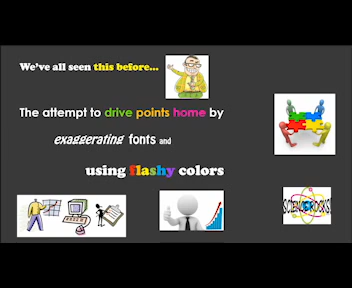 We've all seen this before...
The attempt to drive points home by
exaggerating fonts and
using flashy colors